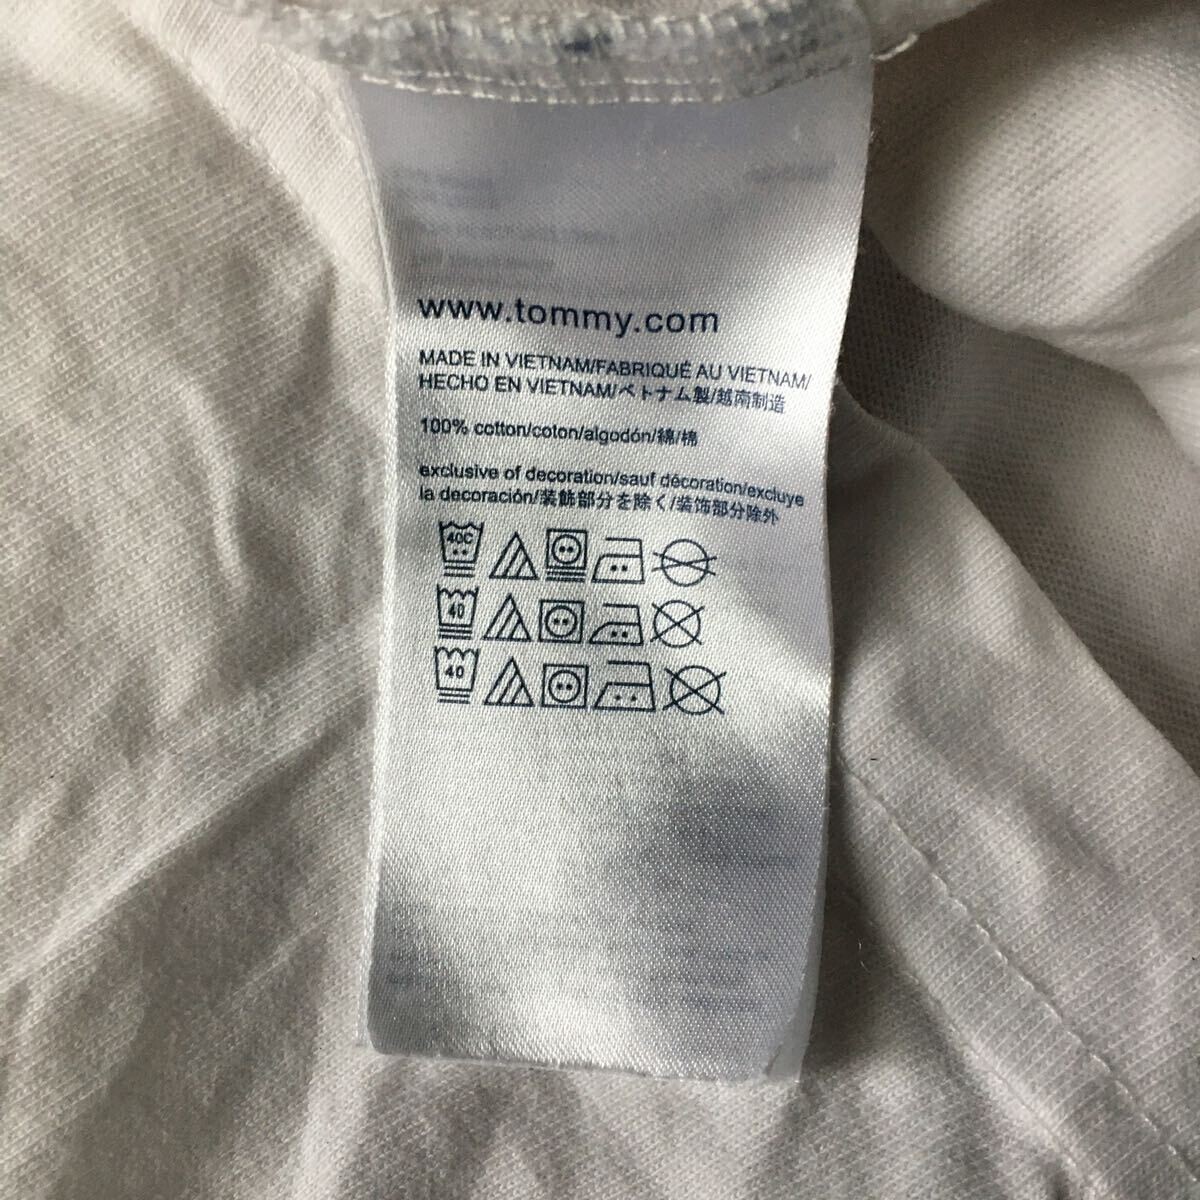 www.tommy.com
MADE IN VIETNAM/FABRIQUÉ AU VIETNAM/
HECHO EN VIETNAM/ベトナム製/越南制造
100% cotton/coton/algodón/綿/棉
exclusive of decoration/sauf décoration/excluye
la decoración/装飾部分を除く/装饰部分除外
40C
40
40